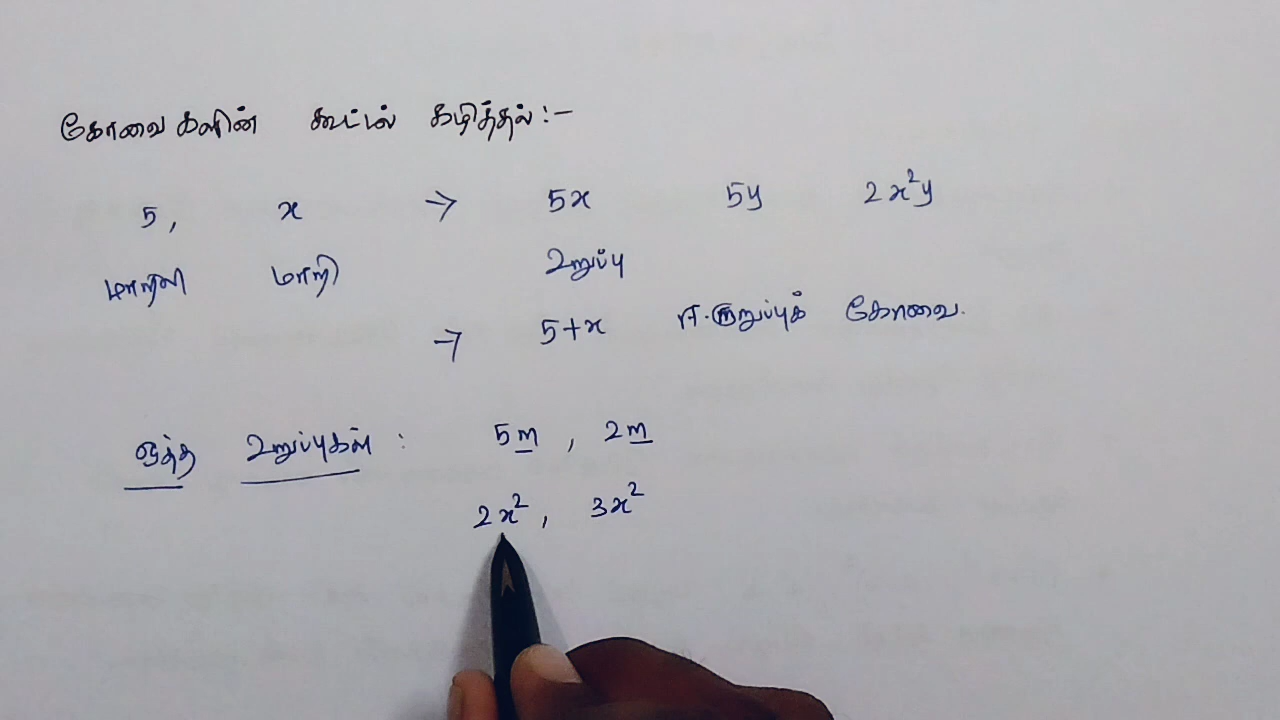 கோவைகளின் கூட்டல் கழித்தல்:-
5, x → 5x 5y 2x²y
மாறிலி மாறி உறுப்பு
→ 5+x ஈருறுப்புக் கோவை.
ஒத்த உறுப்புகள் : 5m , 2m
2x² , 3x²